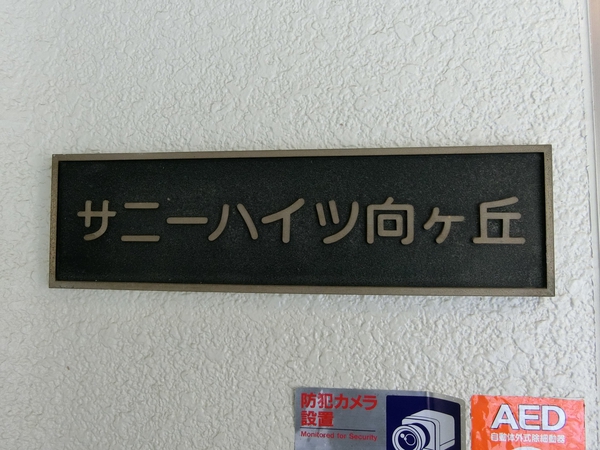 サニーハイツ向ヶ丘
防犯カメラ
設置
Monitored for Security
AED
自動体外式除細動器